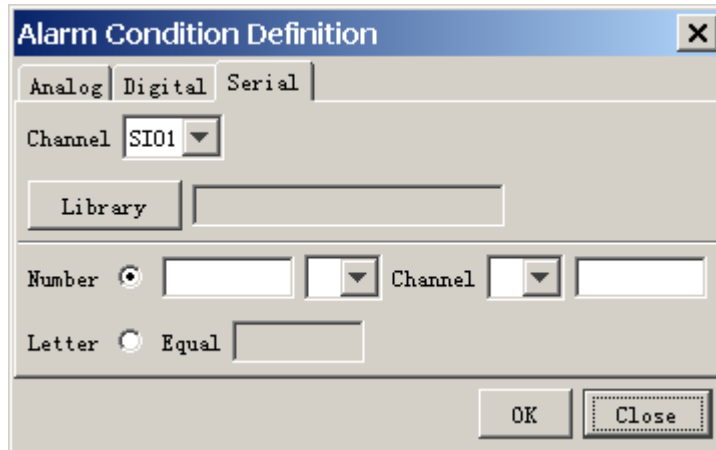 Alarm Condition Definition
Analog Digital Serial
Channel SI01
Library
Number Channel
Letter Equal
OK Close